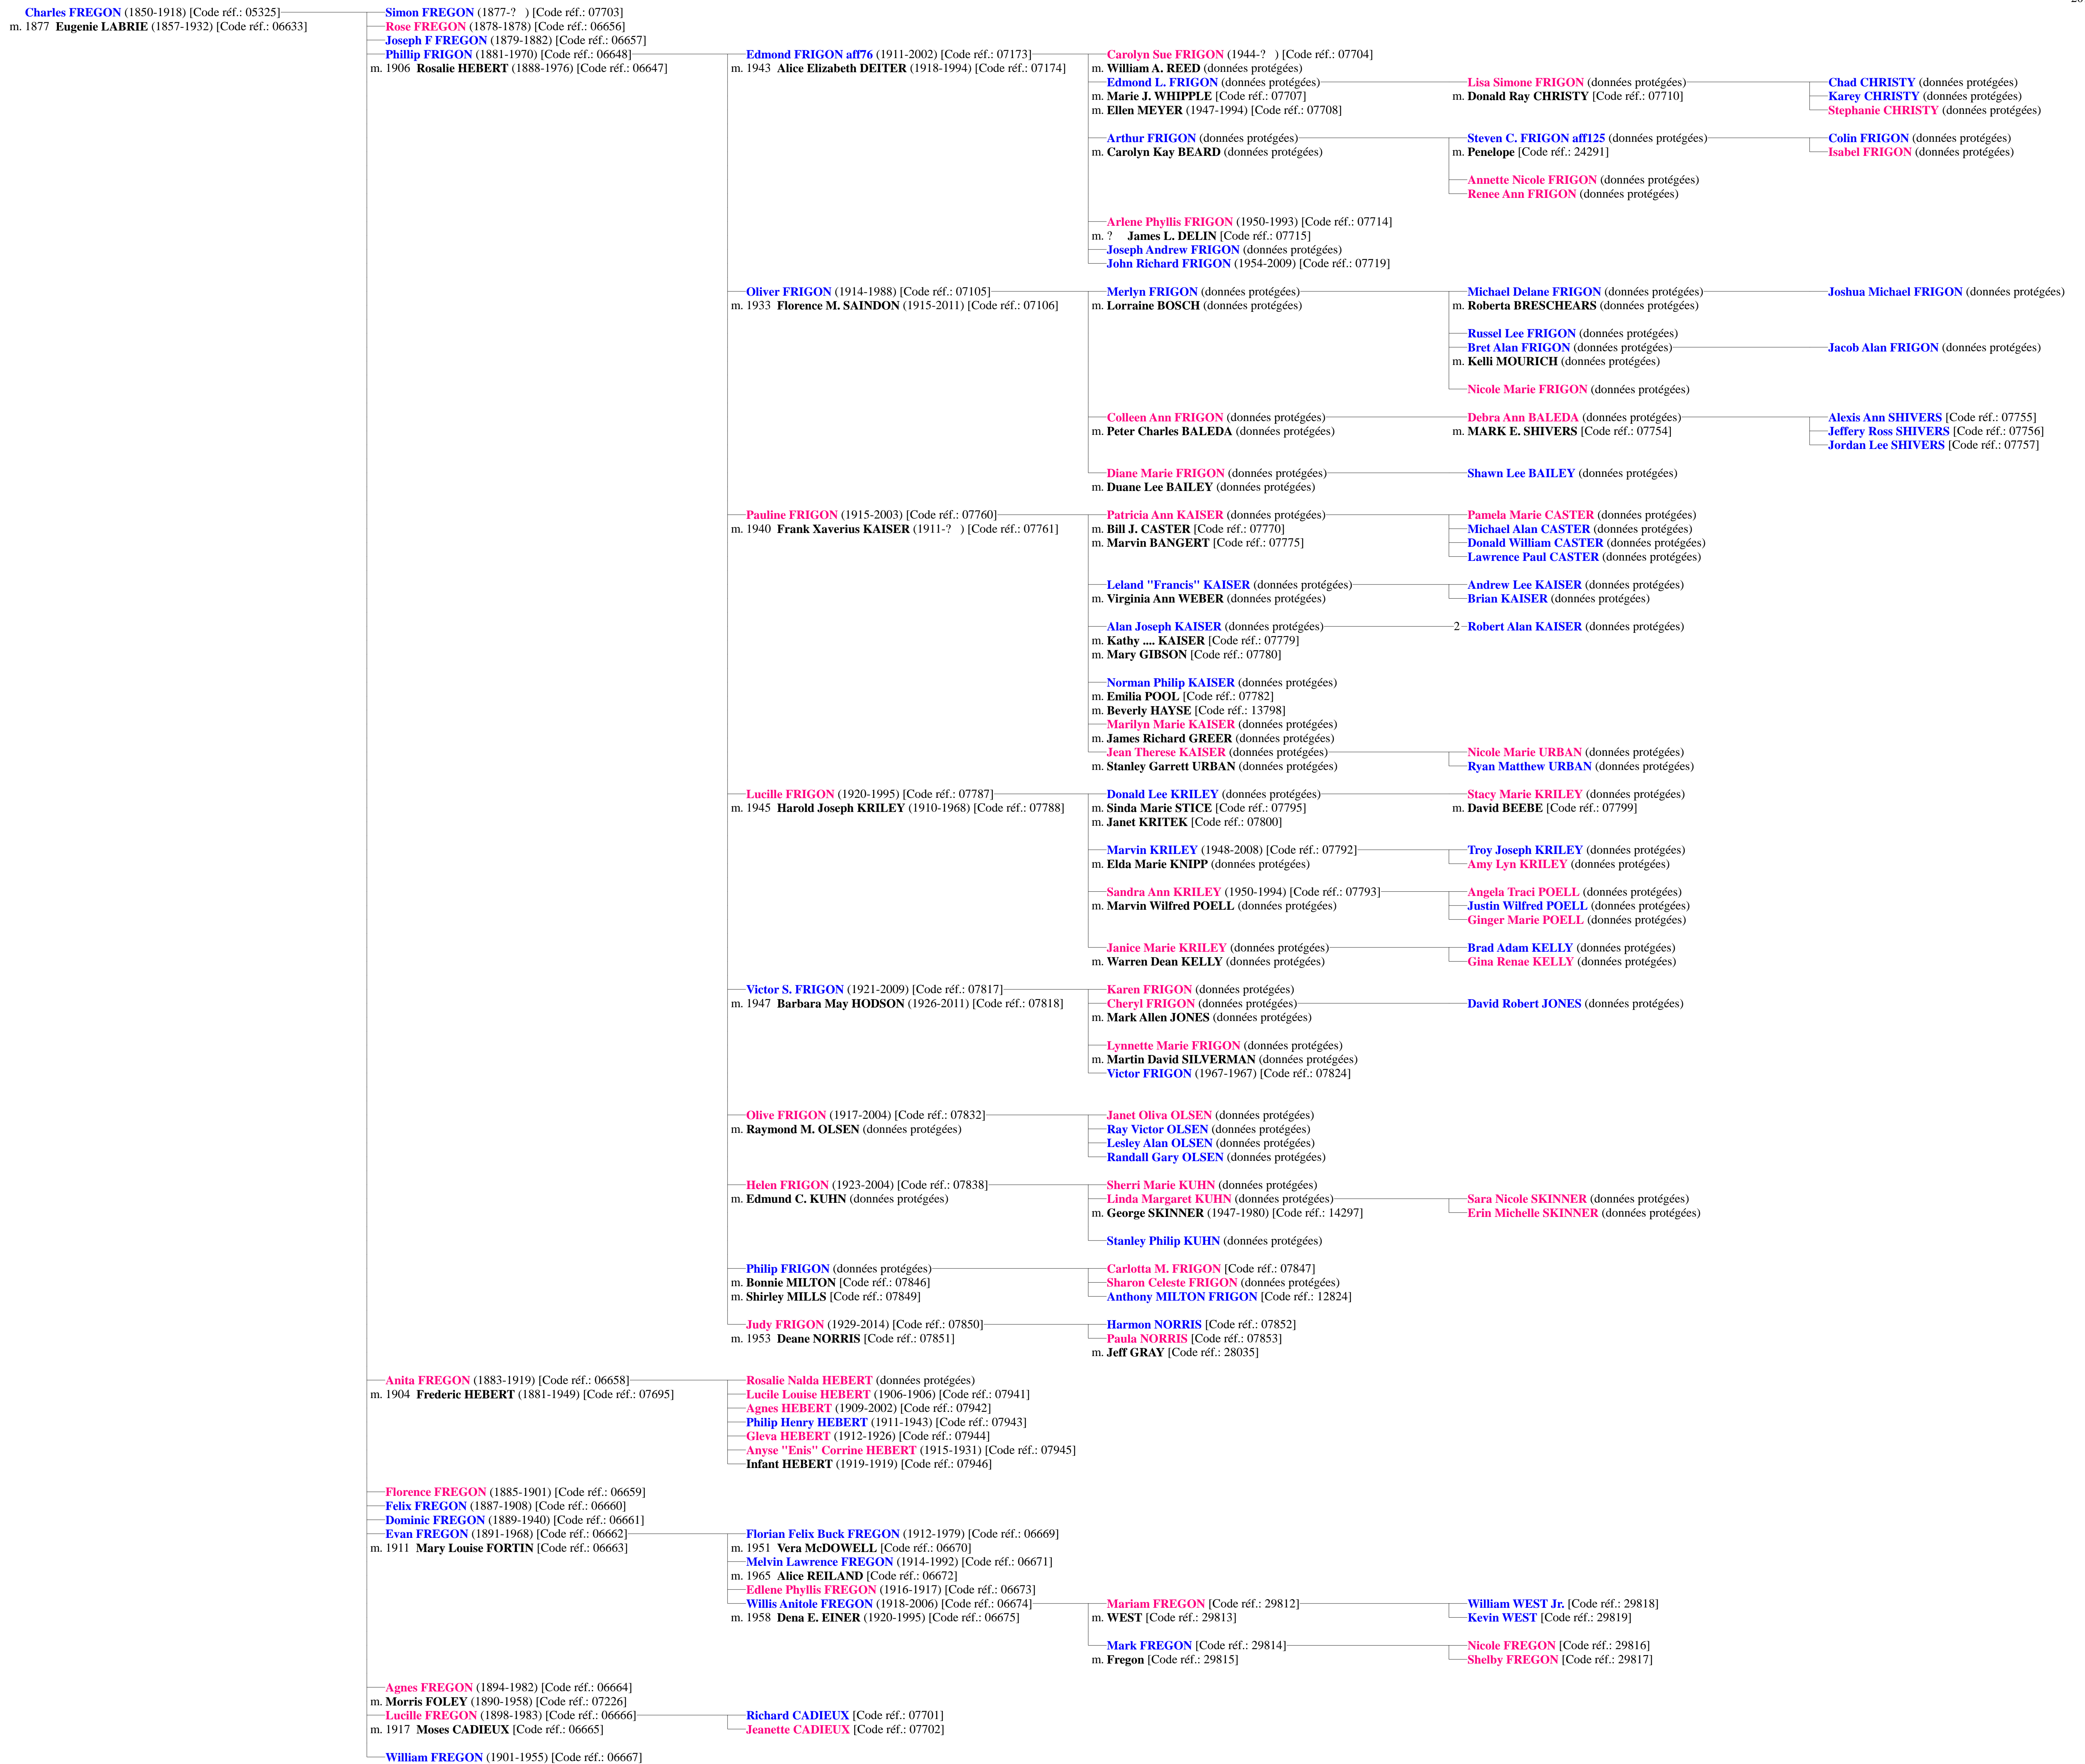 Charles FREGON (1850-1918) [Code réf.: 05325] Simon FREGON (1877-? ) [Code réf.: 07703]
m. 1877 Eugenie LABRIE (1857-1932) [Code réf.: 06633] Rose FREGON (1878-1878) [Code réf.: 06656]
Joseph F FREGON (1879-1882) [Code réf.: 06657]
Phillip FRIGON (1881-1970) [Code réf.: 06648] Edmond FRIGON aff76 (1911-2002) [Code réf.: 07173] Carolyn Sue FRIGON (1944-? ) [Code réf.: 07704]
m. 1906 Rosalie HEBERT (1888-1976) [Code réf.: 06647] m. 1943 Alice Elizabeth DEITER (1918-1994) [Code réf.: 07174] m. William A. REED (données protégées)
Edmond L. FRIGON (données protégées) Lisa Simone FRIGON (données protégées) Chad CHRISTY (données protégées)
m. Marie J. WHIPPLE [Code réf.: 07707] m. Donald Ray CHRISTY [Code réf.: 07710] Karey CHRISTY (données protégées)
m. Ellen MEYER (1947-1994) [Code réf.: 07708] Stephanie CHRISTY (données protégées)
Arthur FRIGON (données protégées) Steven C. FRIGON aff125 (données protégées) Colin FRIGON (données protégées)
m. Carolyn Kay BEARD (données protégées) m. Penelope [Code réf.: 24291] Isabel FRIGON (données protégées)
Annette Nicole FRIGON (données protégées)
Renee Ann FRIGON (données protégées)
Arlene Phyllis FRIGON (1950-1993) [Code réf.: 07714]
m. ? James L. DELIN [Code réf.: 07715]
Joseph Andrew FRIGON (données protégées)
John Richard FRIGON (1954-2009) [Code réf.: 07719]
Oliver FRIGON (1914-1988) [Code réf.: 07105] Merlyn FRIGON (données protégées) Michael Delane FRIGON (données protégées) Joshua Michael FRIGON (données protégées)
m. 1933 Florence M. SAINDON (1915-2011) [Code réf.: 07106] m. Lorraine BOSCH (données protégées) m. Roberta BRESCHEARS (données protégées)
Russel Lee FRIGON (données protégées)
Bret Alan FRIGON (données protégées) Jacob Alan FRIGON (données protégées)
m. Kelli MOURICH (données protégées)
Nicole Marie FRIGON (données protégées)
Colleen Ann FRIGON (données protégées) Debra Ann BALEDA (données protégées) Alexis Ann SHIVERS [Code réf.: 07755]
m. Peter Charles BALEDA (données protégées) m. MARK E. SHIVERS [Code réf.: 07754] Jeffery Ross SHIVERS [Code réf.: 07756]
Jordan Lee SHIVERS [Code réf.: 07757]
Diane Marie FRIGON (données protégées) Shawn Lee BAILEY (données protégées)
m. Duane Lee BAILEY (données protégées)
Pauline FRIGON (1915-2003) [Code réf.: 07760] Patricia Ann KAISER (données protégées) Pamela Marie CASTER (données protégées)
m. 1940 Frank Xaverius KAISER (1911-? ) [Code réf.: 07761] m. Bill J. CASTER [Code réf.: 07770] Michael Alan CASTER (données protégées)
m. Marvin BANGERT [Code réf.: 07775] Donald William CASTER (données protégées)
Lawrence Paul CASTER (données protégées)
Leland "Francis" KAISER (données protégées) Andrew Lee KAISER (données protégées)
m. Virginia Ann WEBER (données protégées) Brian KAISER (données protégées)
Alan Joseph KAISER (données protégées) 2 Robert Alan KAISER (données protégées)
m. Kathy .... KAISER [Code réf.: 07779]
m. Mary GIBSON [Code réf.: 07780]
Norman Philip KAISER (données protégées)
m. Emilia POOL [Code réf.: 07782]
m. Beverly HAYSE [Code réf.: 13798]
Marilyn Marie KAISER (données protégées)
m. James Richard GREER (données protégées)
Jean Therese KAISER (données protégées) Nicole Marie URBAN (données protégées)
m. Stanley Garrett URBAN (données protégées) Ryan Matthew URBAN (données protégées)
Lucille FRIGON (1920-1995) [Code réf.: 07787] Donald Lee KRILEY (données protégées) Stacy Marie KRILEY (données protégées)
m. 1945 Harold Joseph KRILEY (1910-1968) [Code réf.: 07788] m. Sinda Marie STICE [Code réf.: 07795] m. David BEEBE [Code réf.: 07799]
m. Janet KRITEK [Code réf.: 07800]
Marvin KRILEY (1948-2008) [Code réf.: 07792] Troy Joseph KRILEY (données protégées)
m. Elda Marie KNIPP (données protégées) Amy Lyn KRILEY (données protégées)
Sandra Ann KRILEY (1950-1994) [Code réf.: 07793] Angela Traci POELL (données protégées)
m. Marvin Wilfred POELL (données protégées) Justin Wilfred POELL (données protégées)
Ginger Marie POELL (données protégées)
Janice Marie KRILEY (données protégées) Brad Adam KELLY (données protégées)
m. Warren Dean KELLY (données protégées) Gina Renae KELLY (données protégées)
Victor S. FRIGON (1921-2009) [Code réf.: 07817] Karen FRIGON (données protégées)
m. 1947 Barbara May HODSON (1926-2011) [Code réf.: 07818] Cheryl FRIGON (données protégées) David Robert JONES (données protégées)
m. Mark Allen JONES (données protégées)
Lynnette Marie FRIGON (données protégées)
m. Martin David SILVERMAN (données protégées)
Victor FRIGON (1967-1967) [Code réf.: 07824]
Olive FRIGON (1917-2004) [Code réf.: 07832] Janet Oliva OLSEN (données protégées)
m. Raymond M. OLSEN (données protégées) Ray Victor OLSEN (données protégées)
Lesley Alan OLSEN (données protégées)
Randall Gary OLSEN (données protégées)
Helen FRIGON (1923-2004) [Code réf.: 07838] Sherri Marie KUHN (données protégées)
m. Edmund C. KUHN (données protégées) Linda Margaret KUHN (données protégées) Sara Nicole SKINNER (données protégées)
m. George SKINNER (1947-1980) [Code réf.: 14297] Erin Michelle SKINNER (données protégées)
Stanley Philip KUHN (données protégées)
Philip FRIGON (données protégées) Carlotta M. FRIGON [Code réf.: 07847]
m. Bonnie MILTON [Code réf.: 07846] Sharon Celeste FRIGON (données protégées)
m. Shirley MILLS [Code réf.: 07849] Anthony MILTON FRIGON [Code réf.: 12824]
Judy FRIGON (1929-2014) [Code réf.: 07850] Harmon NORRIS [Code réf.: 07852]
m. 1953 Deane NORRIS [Code réf.: 07851] Paula NORRIS [Code réf.: 07853]
m. Jeff GRAY [Code réf.: 28035]
Anita FREGON (1883-1919) [Code réf.: 06658] Rosalie Nalda HEBERT (données protégées)
m. 1904 Frederic HEBERT (1881-1949) [Code réf.: 07695] Lucile Louise HEBERT (1906-1906) [Code réf.: 07941]
Agnes HEBERT (1909-2002) [Code réf.: 07942]
Philip Henry HEBERT (1911-1943) [Code réf.: 07943]
Gleva HEBERT (1912-1926) [Code réf.: 07944]
Anyse "Enis" Corrine HEBERT (1915-1931) [Code réf.: 07945]
Infant HEBERT (1919-1919) [Code réf.: 07946]
Florence FREGON (1885-1901) [Code réf.: 06659]
Felix FREGON (1887-1908) [Code réf.: 06660]
Dominic FREGON (1889-1940) [Code réf.: 06661]
Evan FREGON (1891-1968) [Code réf.: 06662] Florian Felix Buck FREGON (1912-1979) [Code réf.: 06669]
m. 1911 Mary Louise FORTIN [Code réf.: 06663] m. 1951 Vera McDOWELL [Code réf.: 06670]
Melvin Lawrence FREGON (1914-1992) [Code réf.: 06671]
m. 1965 Alice REILAND [Code réf.: 06672]
Edlene Phyllis FREGON (1916-1917) [Code réf.: 06673]
Willis Anitole FREGON (1918-2006) [Code réf.: 06674] Mariam FREGON [Code réf.: 29812] William WEST Jr. [Code réf.: 29818]
m. 1958 Dena E. EINER (1920-1995) [Code réf.: 06675] m. WEST [Code réf.: 29813] Kevin WEST [Code réf.: 29819]
Mark FREGON [Code réf.: 29814] Nicole FREGON [Code réf.: 29816]
m. Fregon [Code réf.: 29815] Shelby FREGON [Code réf.: 29817]
Agnes FREGON (1894-1982) [Code réf.: 06664]
m. Morris FOLEY (1890-1958) [Code réf.: 07226]
Lucille FREGON (1898-1983) [Code réf.: 06666] Richard CADIEUX [Code réf.: 07701]
m. 1917 Moses CADIEUX [Code réf.: 06665] Jeanette CADIEUX [Code réf.: 07702]
William FREGON (1901-1955) [Code réf.: 06667]